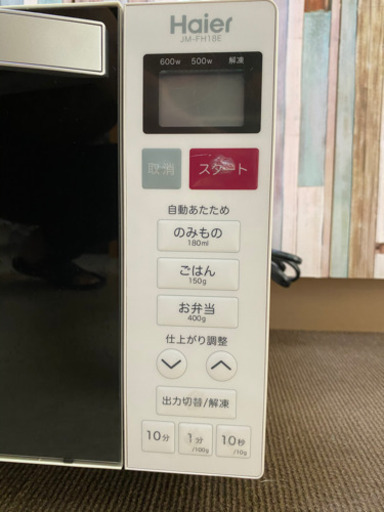 Haier
JM-FH18E
600w 500w 解凍
取消 スタート
自動あたため
のみもの
180ml
ごはん
150g
お弁当
400g
仕上がり調整
出力切替/解凍
10分 1分 10秒
/100g /10g